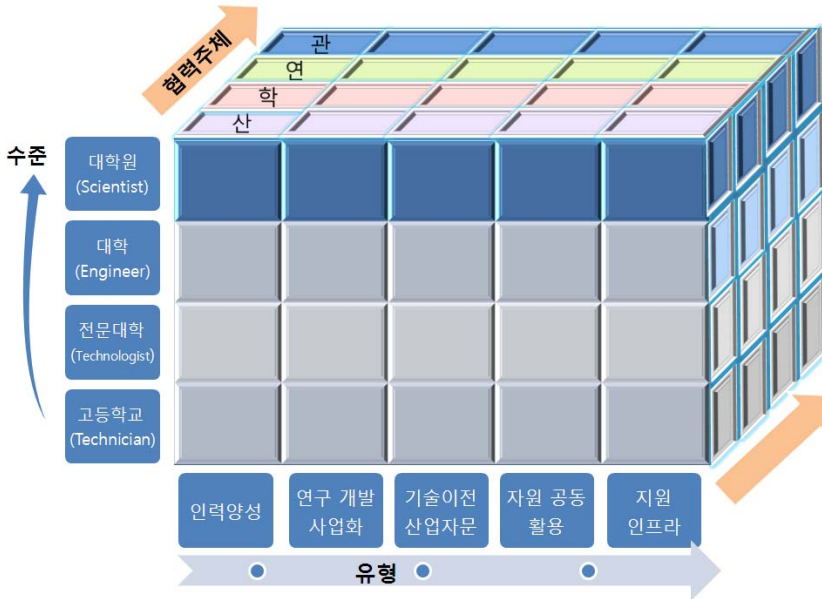 협력주체
관
연
학
산
수준
대학원
(Scientist)
대학
(Engineer)
전문대학
(Technologist)
고등학교
(Technician)
인력양성
연구 개발
사업화
기술이전
산업자문
자원 공동
활용
지원
인프라
유형